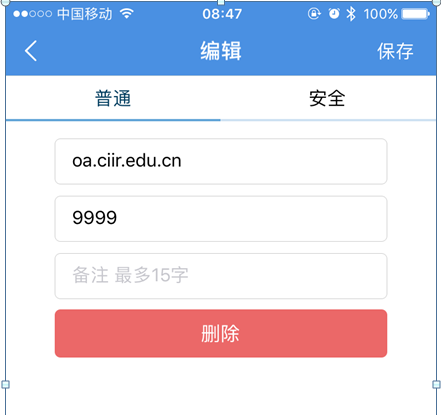 中国移动 08:47 100%
编辑 保存
普通 安全
oa.ciir.edu.cn
9999
备注 最多15字
删除